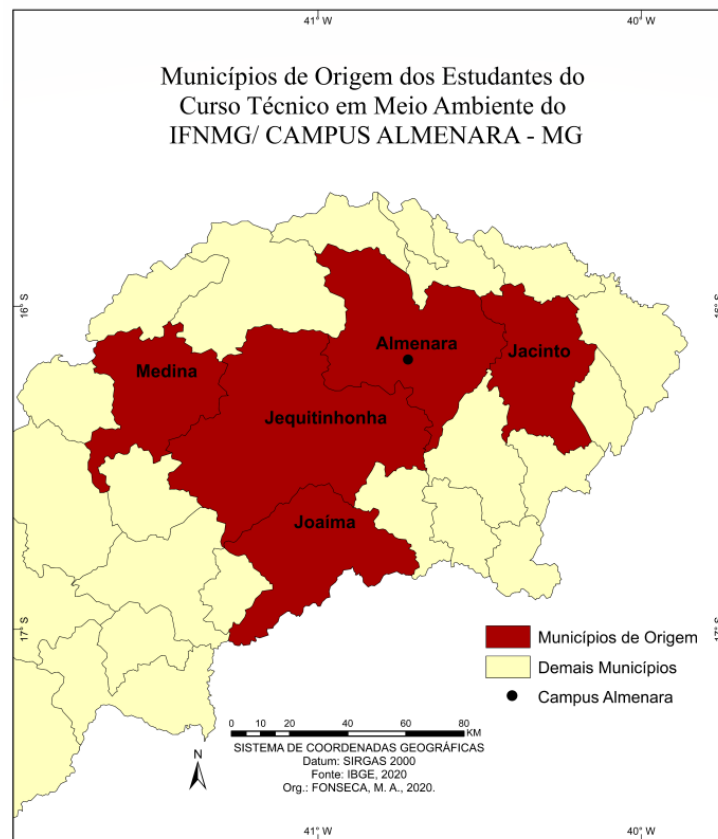 41° W
40° W
Municípios de Origem dos Estudantes do
Curso Técnico em Meio Ambiente do
IFNMG/ CAMPUS ALMENARA - MG
16° S
16° S
Almenara
Jacinto
Medina
Jequitinhonha
Joaíma
17° S
17° S
Municípios de Origem
Demais Municípios
Campus Almenara
0 10 20 40 60 80
KM
SISTEMA DE COORDENADAS GEOGRÁFICAS
Datum: SIRGAS 2000
Fonte: IBGE, 2020
Org.: FONSECA, M. A., 2020.
N
41° W
40° W